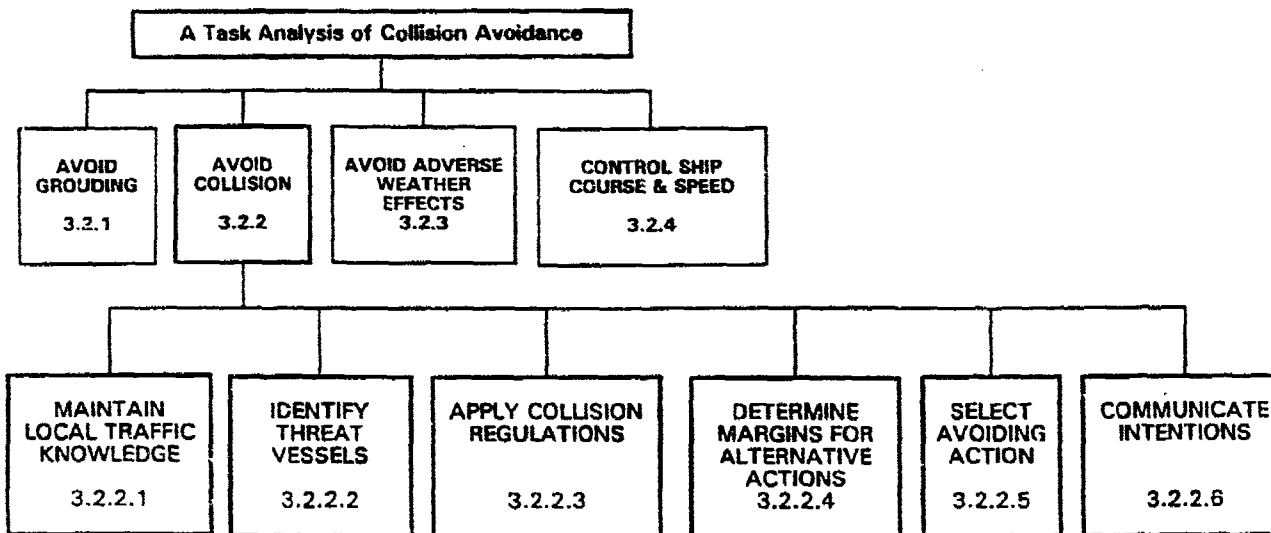 A Task Analysis of Collision Avoidance
AVOID
GROUDING
3.2.1
AVOID
COLLISION
3.2.2
AVOID ADVERSE
WEATHER
EFFECTS
3.2.3
CONTROL SHIP
COURSE & SPEED
3.2.4
MAINTAIN
LOCAL TRAFFIC
KNOWLEDGE
3.2.2.1
IDENTIFY
THREAT
VESSELS
3.2.2.2
APPLY COLLISION
REGULATIONS
3.2.2.3
DETERMINE
MARGINS FOR
ALTERNATIVE
ACTIONS
3.2.2.4
SELECT
AVOIDING
ACTION
3.2.2.5
COMMUNICATE
INTENTIONS
3.2.2.6